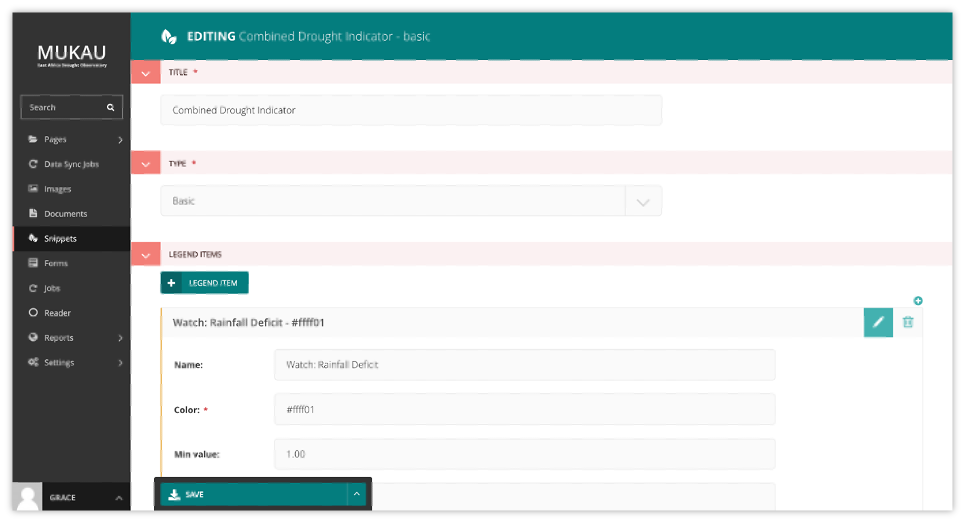 MUKAU
East Africa Drought Observatory
Search
Pages
Data Sync Jobs
Images
Documents
Snippets
Forms
Jobs
Reader
Reports
Settings
GRACE
EDITING Combined Drought Indicator - basic
TITLE *
Combined Drought Indicator
TYPE *
Basic
LEGEND ITEMS
LEGEND ITEM
Watch: Rainfall Deficit - #ffff01
Name:
Watch: Rainfall Deficit
Color: *
#ffff01
Min value:
1.00
SAVE